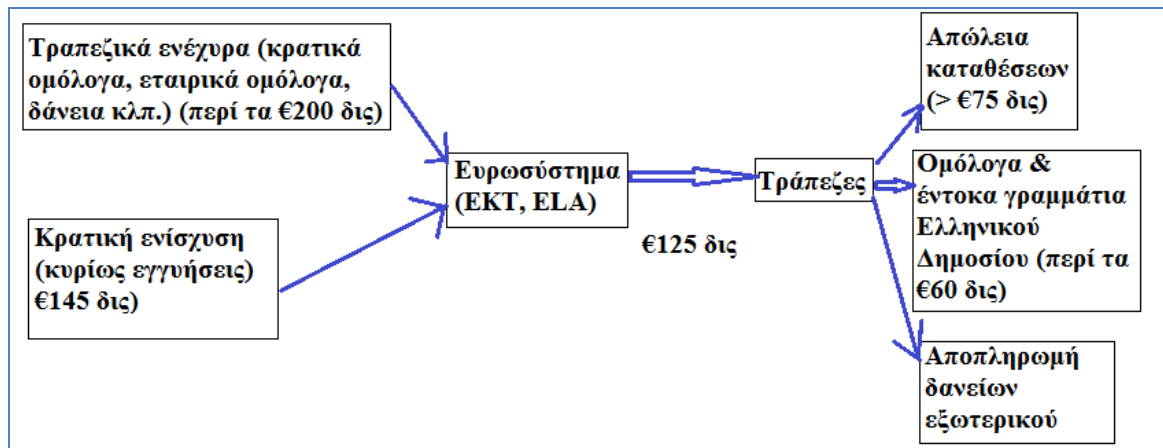 Τραπεζικά ενέχυρα (κρατικά
ομόλογα, εταιρικά ομόλογα,
δάνεια κλπ.) (περί τα €200 δις)
Κρατική ενίσχυση
(κυρίως εγγυήσεις)
€145 δις)
Ευρωσύστημα
(ΕΚΤ, ELA)
€125 δις
Τράπεζες
Απώλεια
καταθέσεων
(> €75 δις)
Ομόλογα &
έντοκα γραμμάτια
Ελληνικού
Δημοσίου (περί τα
€60 δις)
Αποπληρωμή
δανείων
εξωτερικού